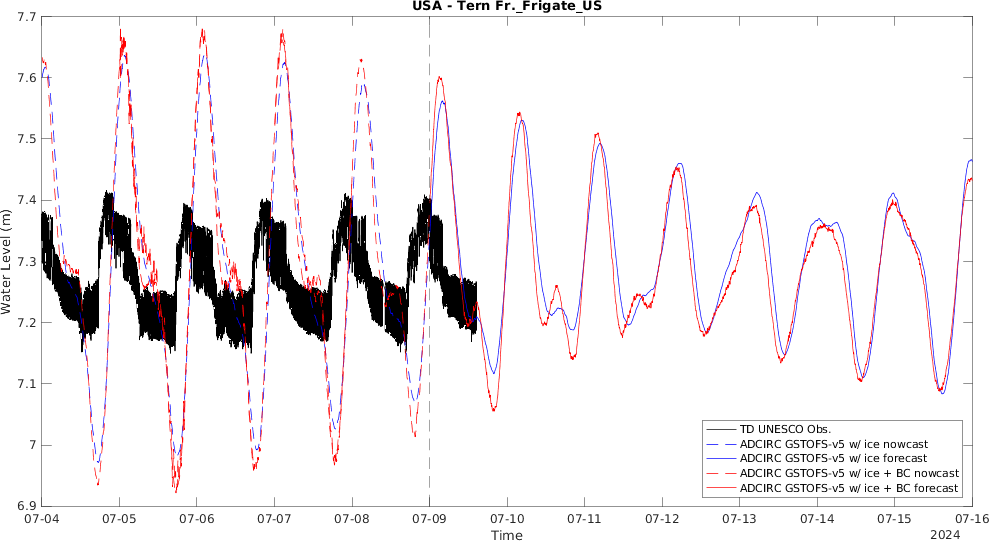 USA - Tern Fr._Frigate_US
7.7
7.6
7.5
7.4
7.3
7.2
7.1
7
6.9
Water Level (m)
07-04 07-05 07-06 07-07 07-08 07-09 07-10 07-11 07-12 07-13 07-14 07-15 07-16
Time
2024
TD UNESCO Obs.
ADCIRC GSTOFS-v5 w/ ice nowcast
ADCIRC GSTOFS-v5 w/ ice forecast
ADCIRC GSTOFS-v5 w/ ice + BC nowcast
ADCIRC GSTOFS-v5 w/ ice + BC forecast